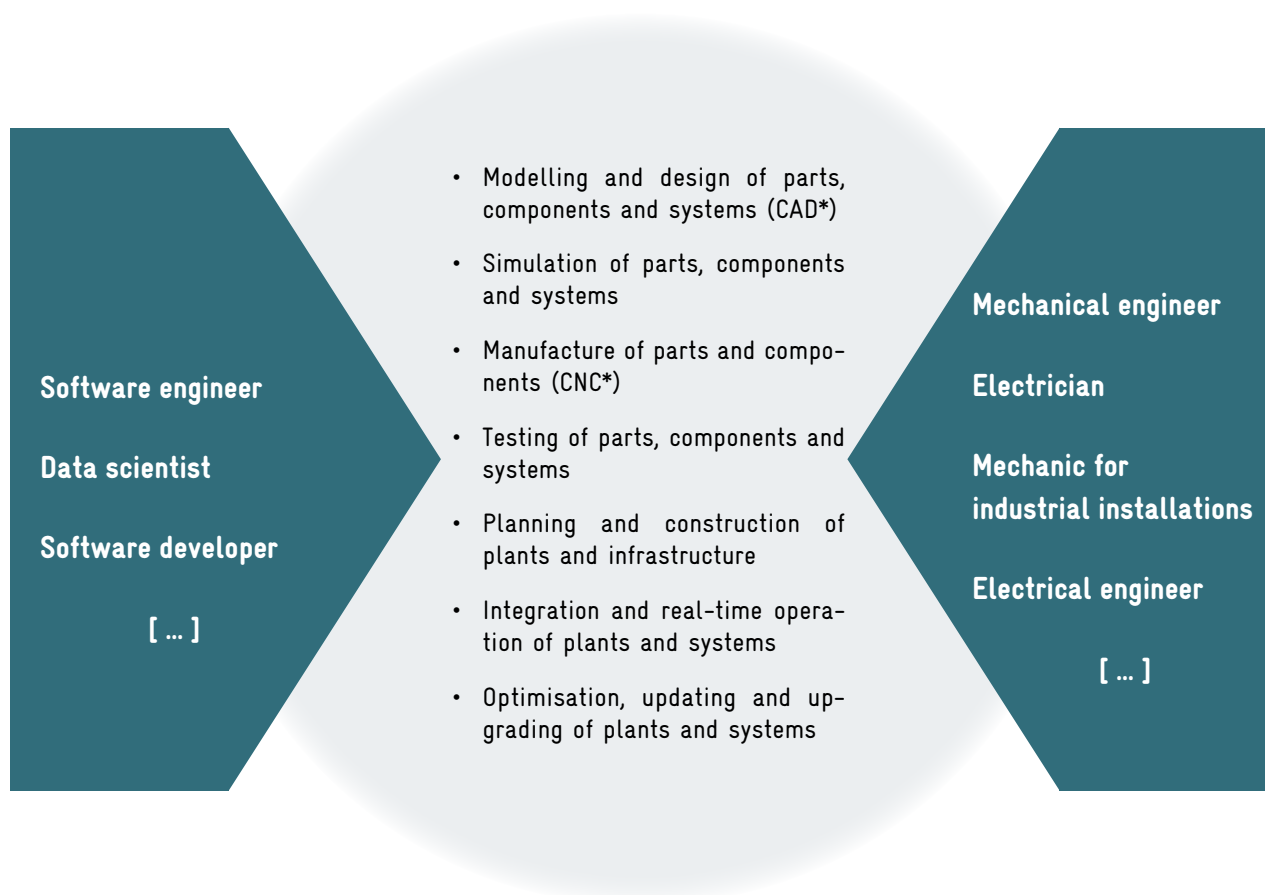 Software engineer
Data scientist
Software developer
[ ... ]
• Modelling and design of parts,
components and systems (CAD*)
• Simulation of parts, components
and systems
• Manufacture of parts and compo-
nents (CNC*)
• Testing of parts, components and
systems
• Planning and construction of
plants and infrastructure
• Integration and real-time opera-
tion of plants and systems
• Optimisation, updating and up-
grading of plants and systems
Mechanical engineer
Electrician
Mechanic for
industrial installations
Electrical engineer
[ ... ]